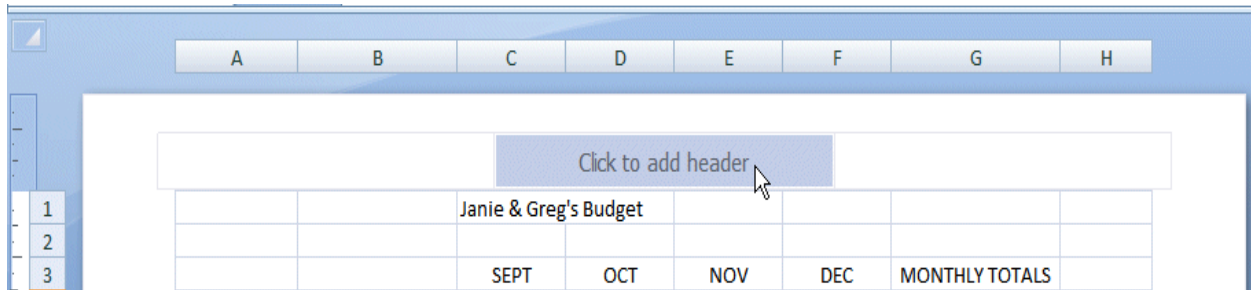 A B C D E F G H
Click to add header
1 Janie & Greg's Budget
2
3 SEPT OCT NOV DEC MONTHLY TOTALS